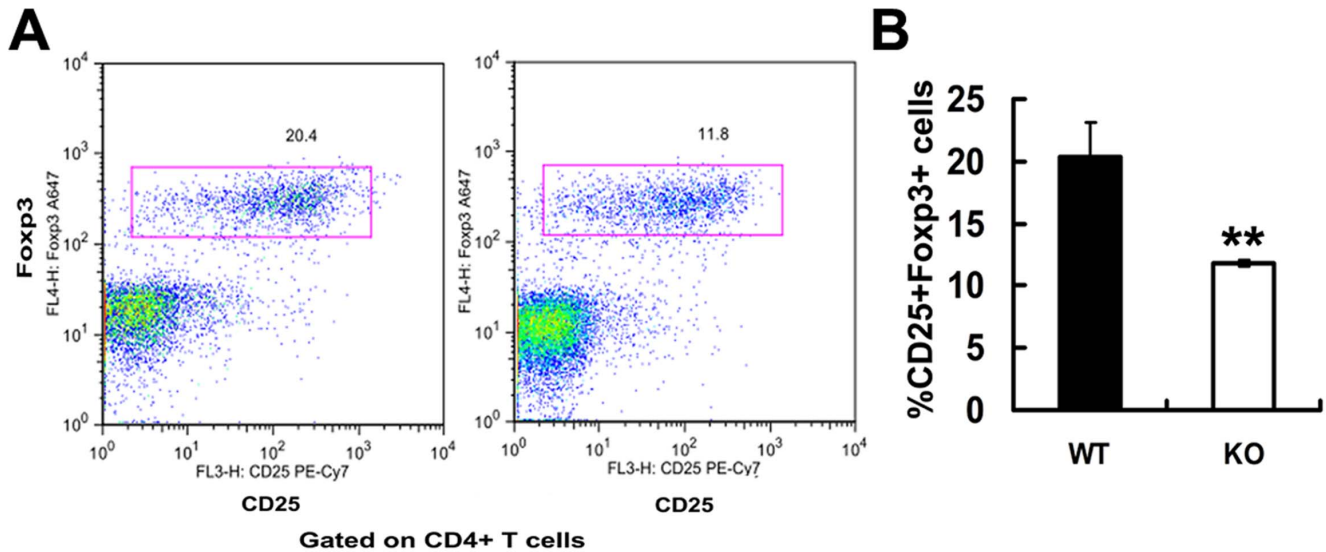 A
B
10^4
10^3
10^2
10^1
10^0
20.4
10^0 10^1 10^2 10^3 10^4
FL4-H: Foxp3 A647
Foxp3
FL3-H: CD25 PE-Cy7
CD25
10^4
10^3
10^2
10^1
10^0
11.8
10^0 10^1 10^2 10^3 10^4
FL4-H: Foxp3 A647
FL3-H: CD25 PE-Cy7
CD25
Gated on CD4+ T cells
%CD25+Foxp3+ cells
25
20
15
10
5
0
**
WT KO